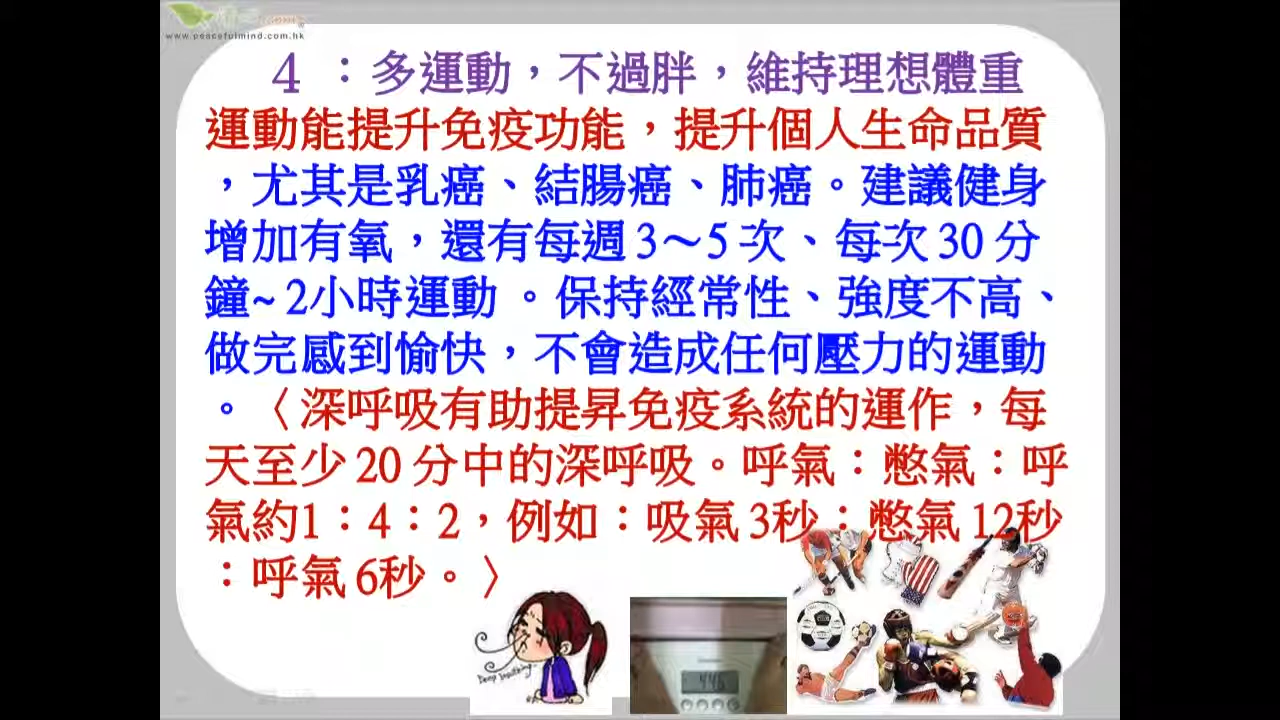 www.peacefulmind.com.hk
4 ：多運動，不過胖，維持理想體重
運動能提升免疫功能，提升個人生命品質
，尤其是乳癌、結腸癌、肺癌。建議健身
增加有氧，還有每週3～5次、每次30分
鐘~2小時運動 。保持經常性、強度不高、
做完感到愉快，不會造成任何壓力的運動
。〈深呼吸有助提昇免疫系統的運作，每
天至少20分中的深呼吸。呼氣：憋氣：呼
氣約1：4：2，例如：吸氣3秒：憋氣12秒
：呼氣6秒。〉
Deep breathing